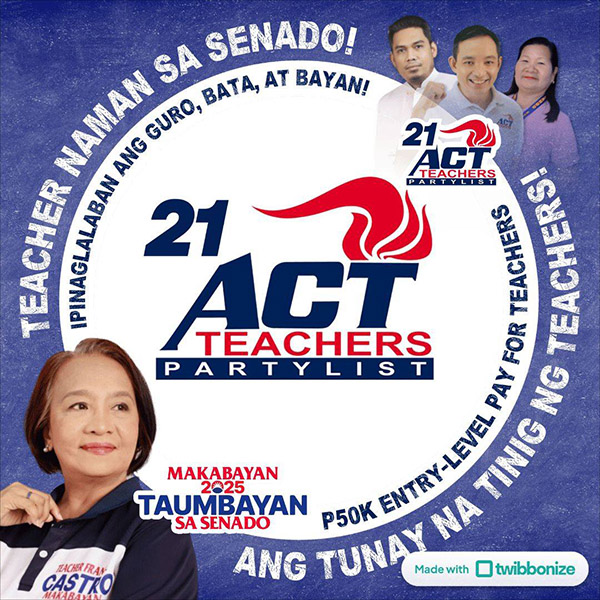 TEACHER NAMAN SA SENADO!
IPINAGLALABAN ANG GURO, BATA, AT BAYAN!
21
ACT
TEACHERS
PARTYLIST
21
ACT
TEACHERS
PARTYLIST
P50K ENTRY-LEVEL PAY FOR TEACHERS
ANG TUNAY NA TINIG NG TEACHERS!
MAKABAYAN
2025
TAUMBAYAN
SA SENADO
TEACHER FRANCE
CASTRO
MAKABAYAN
Made with twibbonize